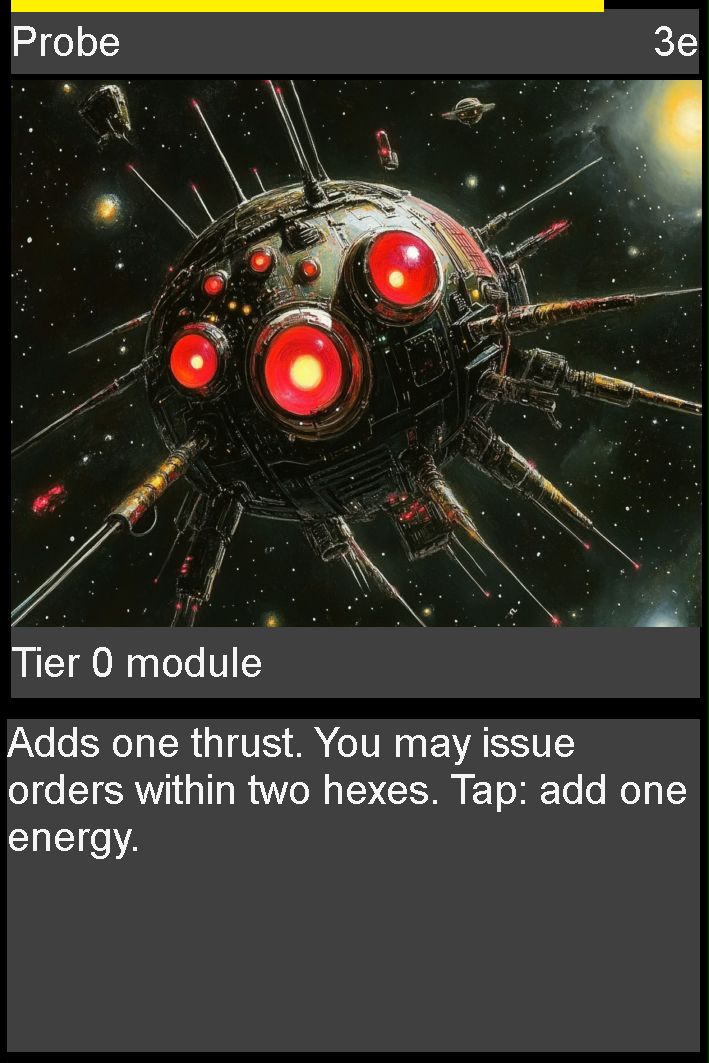 Probe 3e
Tier 0 module
Adds one thrust. You may issue
orders within two hexes. Tap: add one
energy.